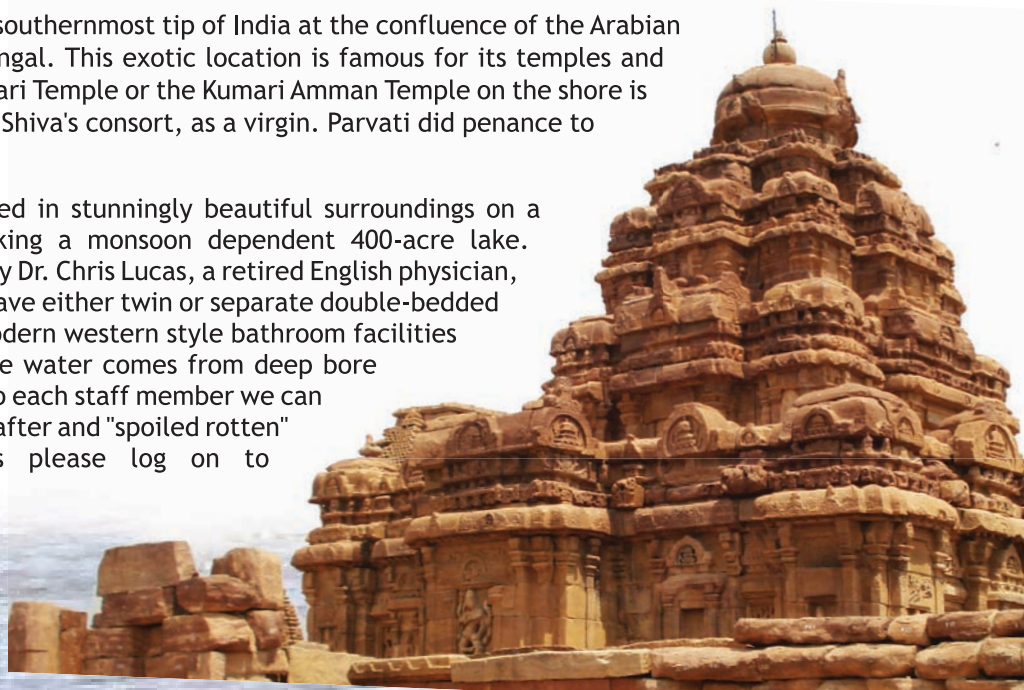 southernmost tip of India at the confluence of the Arabian
ngal. This exotic location is famous for its temples and
ari Temple or the Kumari Amman Temple on the shore is
Shiva's consort, as a virgin. Parvati did penance to
ed in stunningly beautiful surroundings on a
king a monsoon dependent 400-acre lake.
y Dr. Chris Lucas, a retired English physician,
ave either twin or separate double-bedded
odern western style bathroom facilities
e water comes from deep bore
o each staff member we can
after and "spoiled rotten"
s please log on to